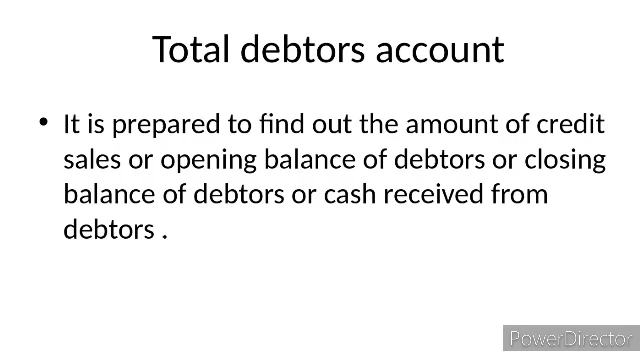 Total debtors account
• It is prepared to find out the amount of credit
sales or opening balance of debtors or closing
balance of debtors or cash received from
debtors .
PowerDirector